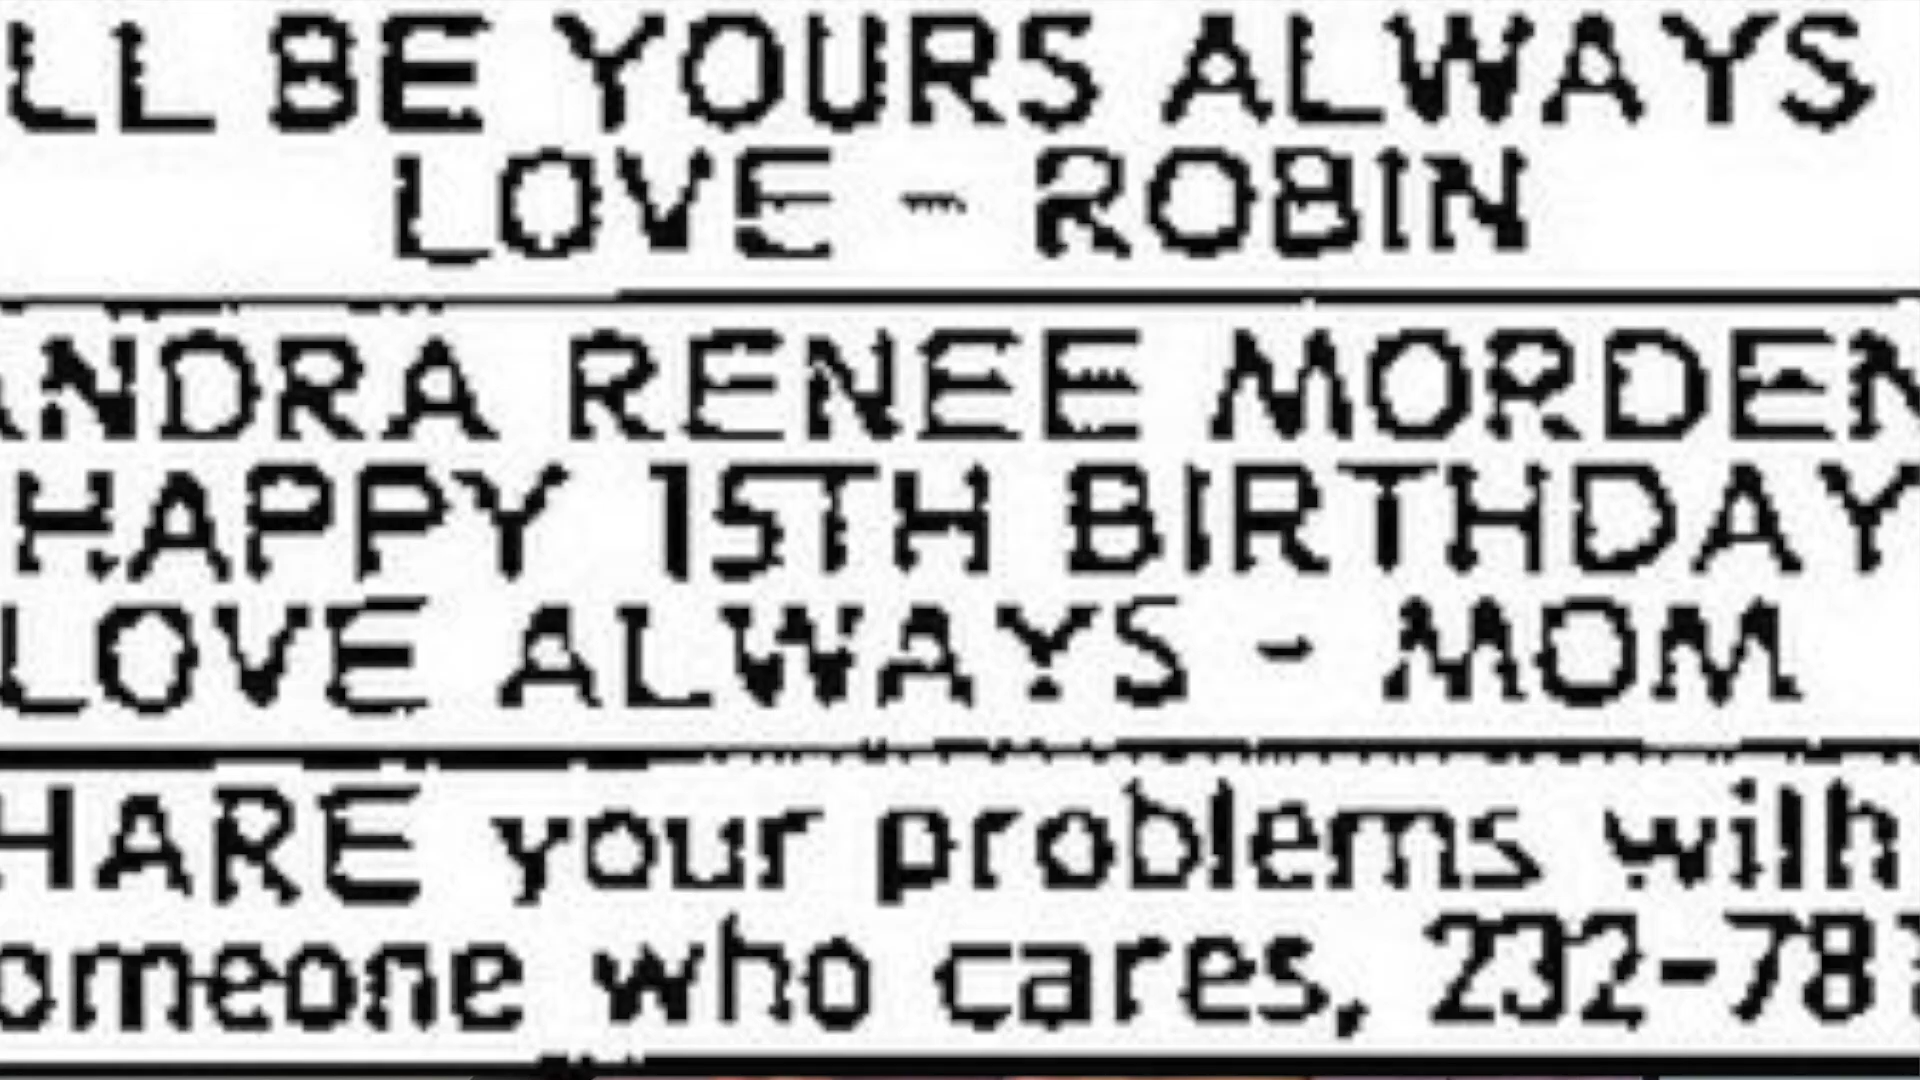 LL BE YOURS ALWAYS
LOVE - ROBIN
ANDRA RENEE MORDEN
HAPPY 15TH BIRTHDAY
LOVE ALWAYS - MOM
HARE your problems with
omeone who cares, 232-78